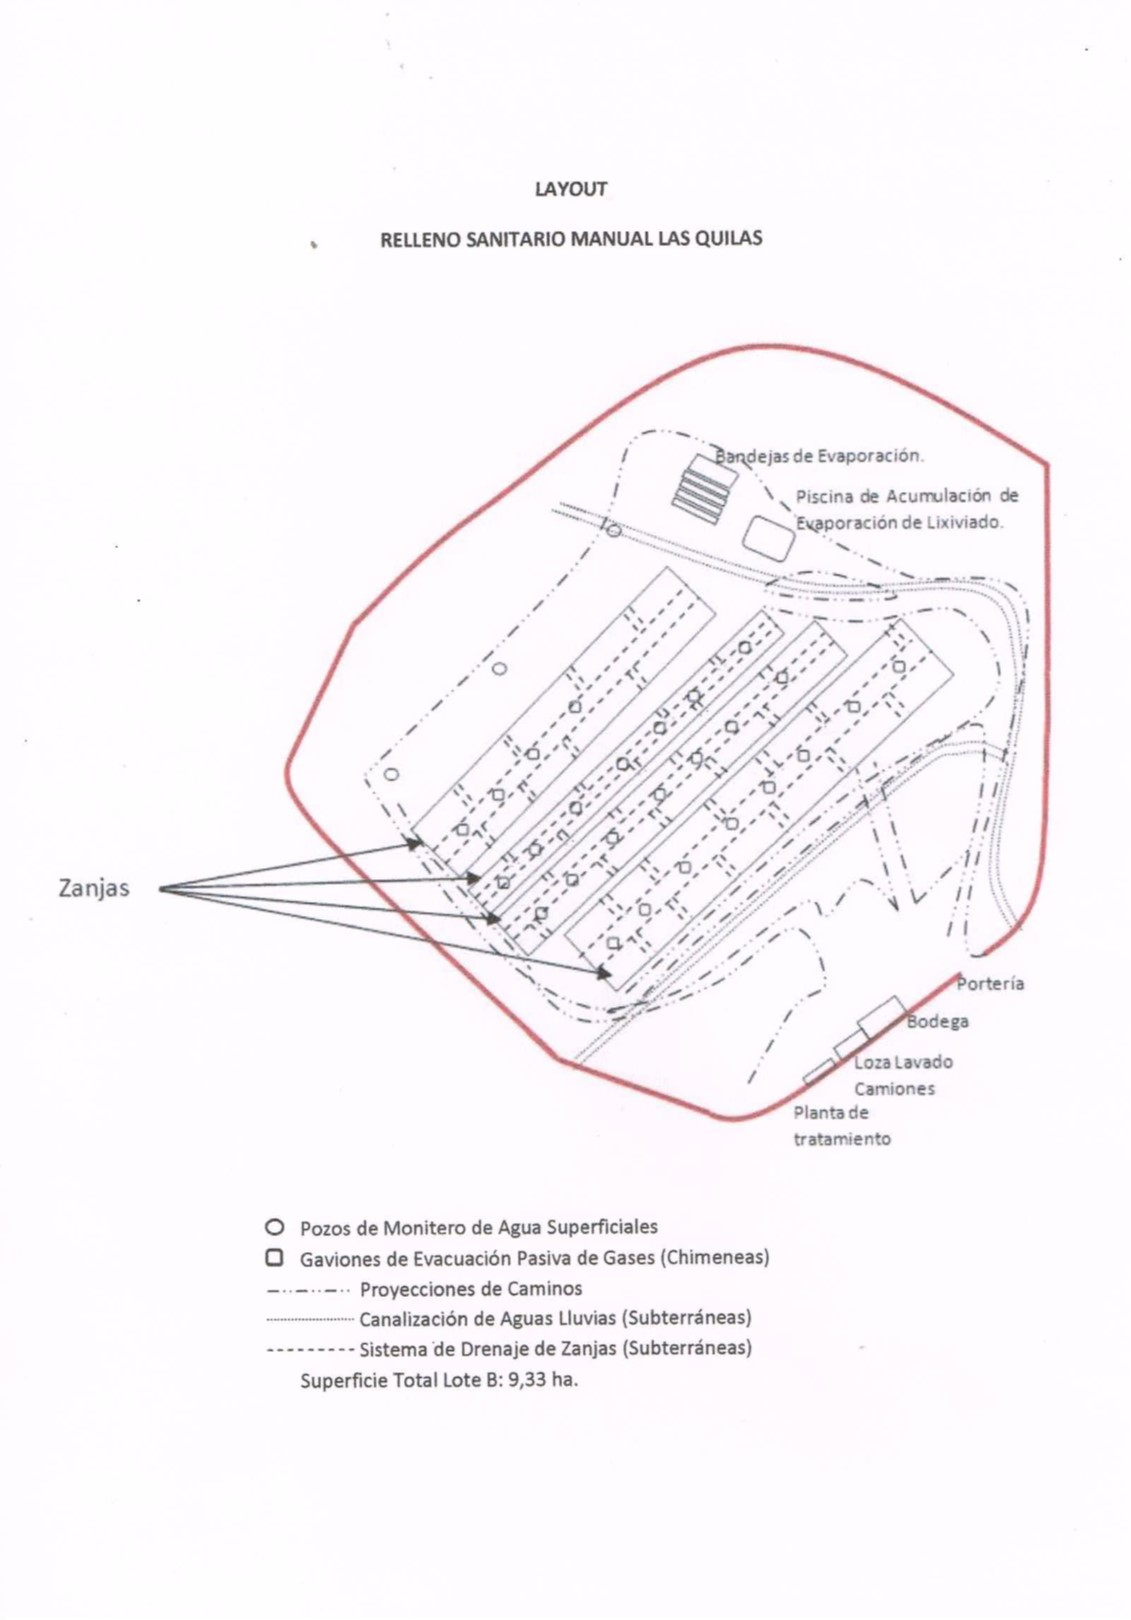 LAYOUT
RELLENO SANITARIO MANUAL LAS QUILAS
Bandejas de Evaporación.
Piscina de Acumulación de
Evaporación de Lixiviado.
Zanjas
Portería
Bodega
Loza Lavado
Camiones
Planta de
tratamiento
Pozos de Monitero de Agua Superficiales
Gaviones de Evacuación Pasiva de Gases (Chimeneas)
Proyecciones de Caminos
Canalización de Aguas Lluvias (Subterráneas)
Sistema de Drenaje de Zanjas (Subterráneas)
Superficie Total Lote B: 9,33 ha.